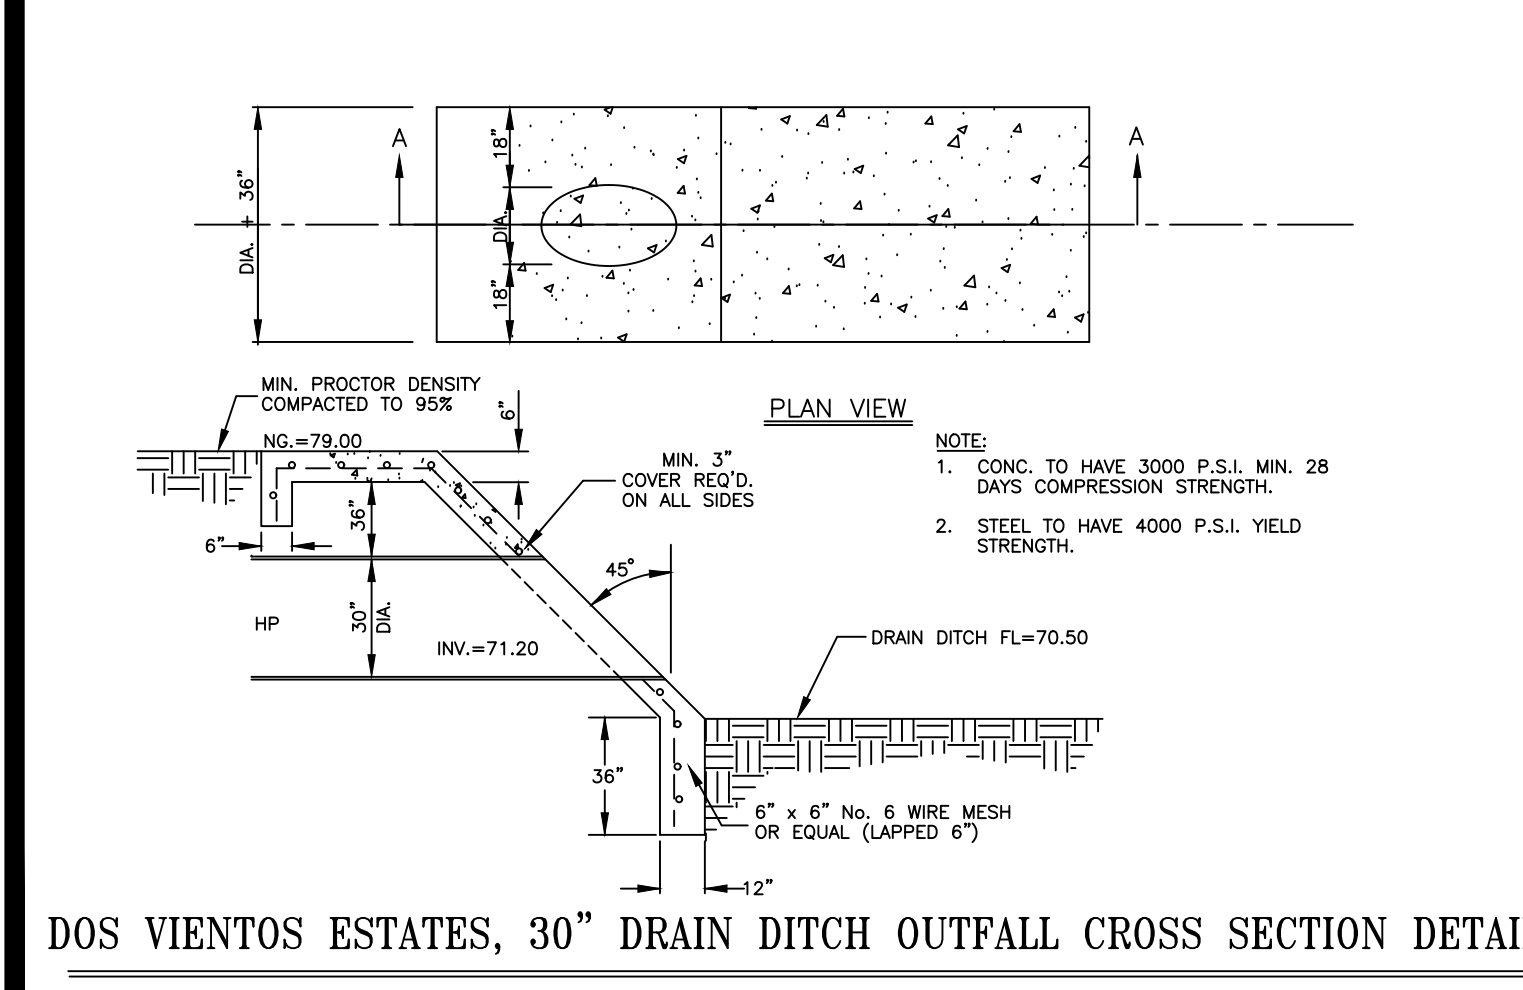 A
A
18"
DIA. + 36"
DIA.
18"
MIN. PROCTOR DENSITY
COMPACTED TO 95%
6"
PLAN VIEW
NG.=79.00
NOTE:
MIN. 3"
COVER REQ'D.
ON ALL SIDES
1. CONC. TO HAVE 3000 P.S.I. MIN. 28
DAYS COMPRESSION STRENGTH.
2. STEEL TO HAVE 4000 P.S.I. YIELD
STRENGTH.
36"
6"
45°
30"
DIA.
HP
INV.=71.20
DRAIN DITCH FL=70.50
36"
6" x 6" No. 6 WIRE MESH
OR EQUAL (LAPPED 6")
12"
DOS VIENTOS ESTATES, 30" DRAIN DITCH OUTFALL CROSS SECTION DETAI